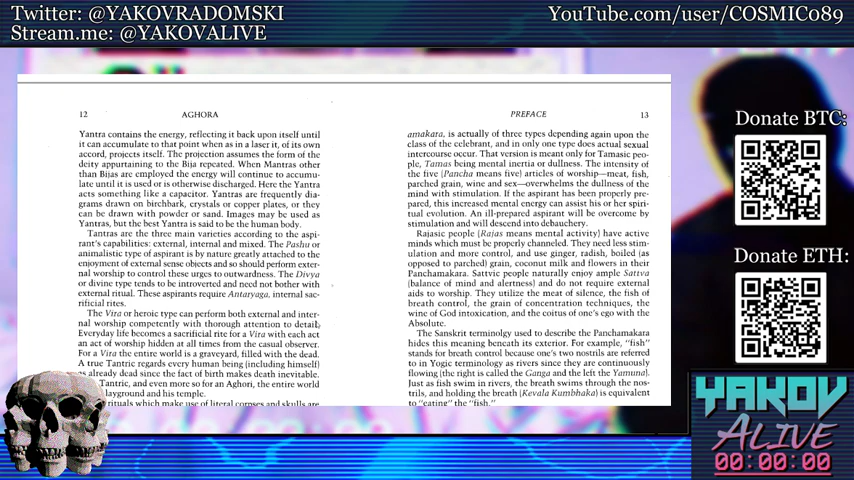 Twitter: @YAKOVRADOMSKI
Stream.me: @YAKOVALIVE
YouTube.com/user/COSMIC089
12
AGHORA
Yantra contains the energy, reflecting it back upon itself until
it can accumulate to that point when as in a laser it, of its own
accord, projects itself. The projection assumes the form of the
deity appurtaining to the Bija repeated. When Mantras other
than Bijas are employed the energy will continue to accumu-
late until it is used or is otherwise discharged. Here the Yantra
acts something like a capacitor. Yantras are frequently dia-
grams drawn on birchbark, crystals or copper plates, or they
can be drawn with powder or sand. Images may be used as
Yantras, but the best Yantra is said to be the human body.
Tantras are the three main varieties according to the aspi-
rant's capabilities: external, internal and mixed. The Pashu or
animalistic type of aspirant is by nature greatly attached to the
enjoyment of external sense objects and so should perform exter-
nal worship to control these urges to outwardness. The Divya
or divine type tends to be introverted and need not bother with
external ritual. These aspirants require Antaryaga, internal sac-
rificial rites.
The Vira or heroic type can perform both external and inter-
nal worship competently with thorough attention to detail;
Everyday life becomes a sacrificial rite for a Vira with each act
an act of worship hidden at all times from the casual observer.
For a Vira the entire world is a graveyard, filled with the dead.
A true Tantric regards every human being (including himself)
as already dead since the fact of birth makes death inevitable.
Tantric, and even more so for an Aghori, the entire world
layground and his temple.
rituals which make use of literal corpses and skulls are
PREFACE
13
amakara, is actually of three types depending again upon the
class of the celebrant, and in only one type does actual sexual
intercourse occur. That version is meant only for Tamasic peo-
ple, Tamas being mental inertia or dullness. The intensity of
the five (Pancha means five) articles of worship—meat, fish,
parched grain, wine and sex—overwhelms the dullness of the
mind with stimulation. If the aspirant has been properly pre-
pared, this increased mental energy can assist his or her spiri-
tual evolution. An ill-prepared aspirant will be overcome by
stimulation and will descend into debauchery.
Rajasic people (Rajas means mental activity) have active
minds which must be properly channeled. They need less stim-
ulation and more control, and use ginger, radish, boiled (as
opposed to parched) grain, coconut milk and flowers in their
Panchamakara. Sattvic people naturally enjoy ample Sattva
(balance of mind and alertness) and do not require external
aids to worship. They utilize the meat of silence, the fish of
breath control, the grain of concentration techniques, the
wine of God intoxication, and the coitus of one's ego with the
Absolute.
The Sanskrit terminolgy used to describe the Panchamakara
hides this meaning beneath its exterior. For example, "fish"
stands for breath control because one's two nostrils are referred
to in Yogic terminology as rivers since they are continuously
flowing (the right is called the Ganga and the left the Yamuna).
Just as fish swim in rivers, the breath swims through the nos-
trils, and holding the breath (Kevala Kumbhaka) is equivalent
to "eating" the "fish."
Donate BTC:
Donate ETH:
YAKOV
ALIVE
00:00:00